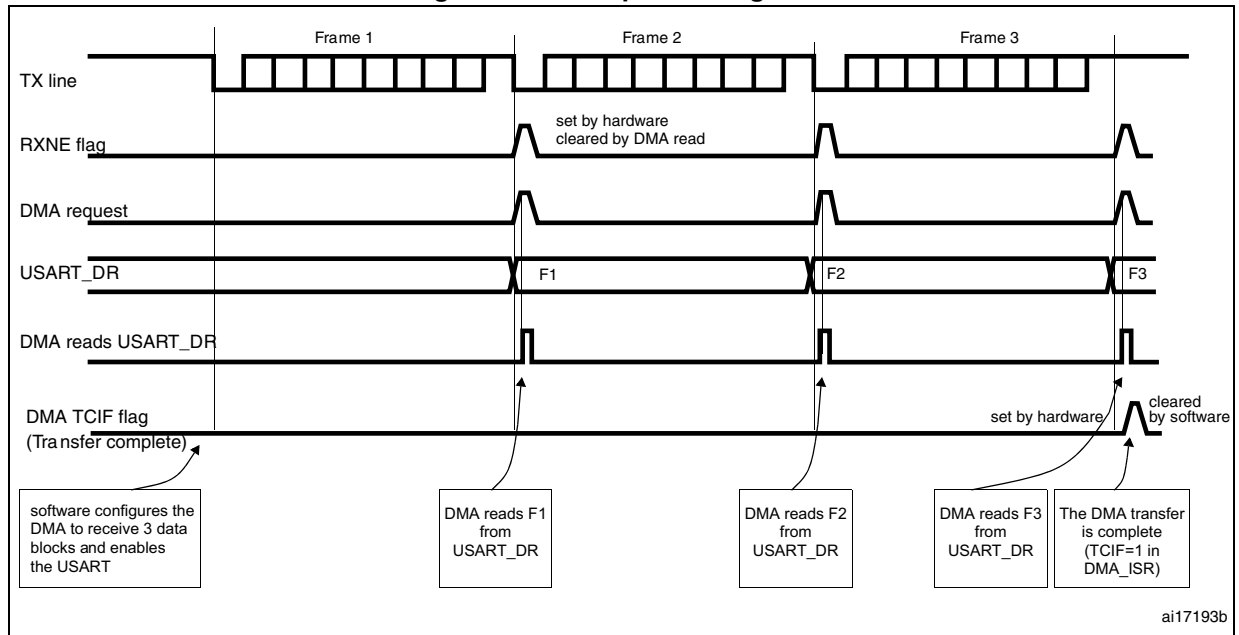 Frame 1
Frame 2
Frame 3
TX line
set by hardware
cleared by DMA read
RXNE flag
DMA request
USART_DR
F1
F2
F3
DMA reads USART_DR
DMA TCIF flag
(Transfer complete)
set by hardware
cleared
by software
software configures the
DMA to receive 3 data
blocks and enables
the USART
DMA reads F1
from
USART_DR
DMA reads F2
from
USART_DR
DMA reads F3
from
USART_DR
The DMA transfer
is complete
(TCIF=1 in
DMA_ISR)
ai17193b